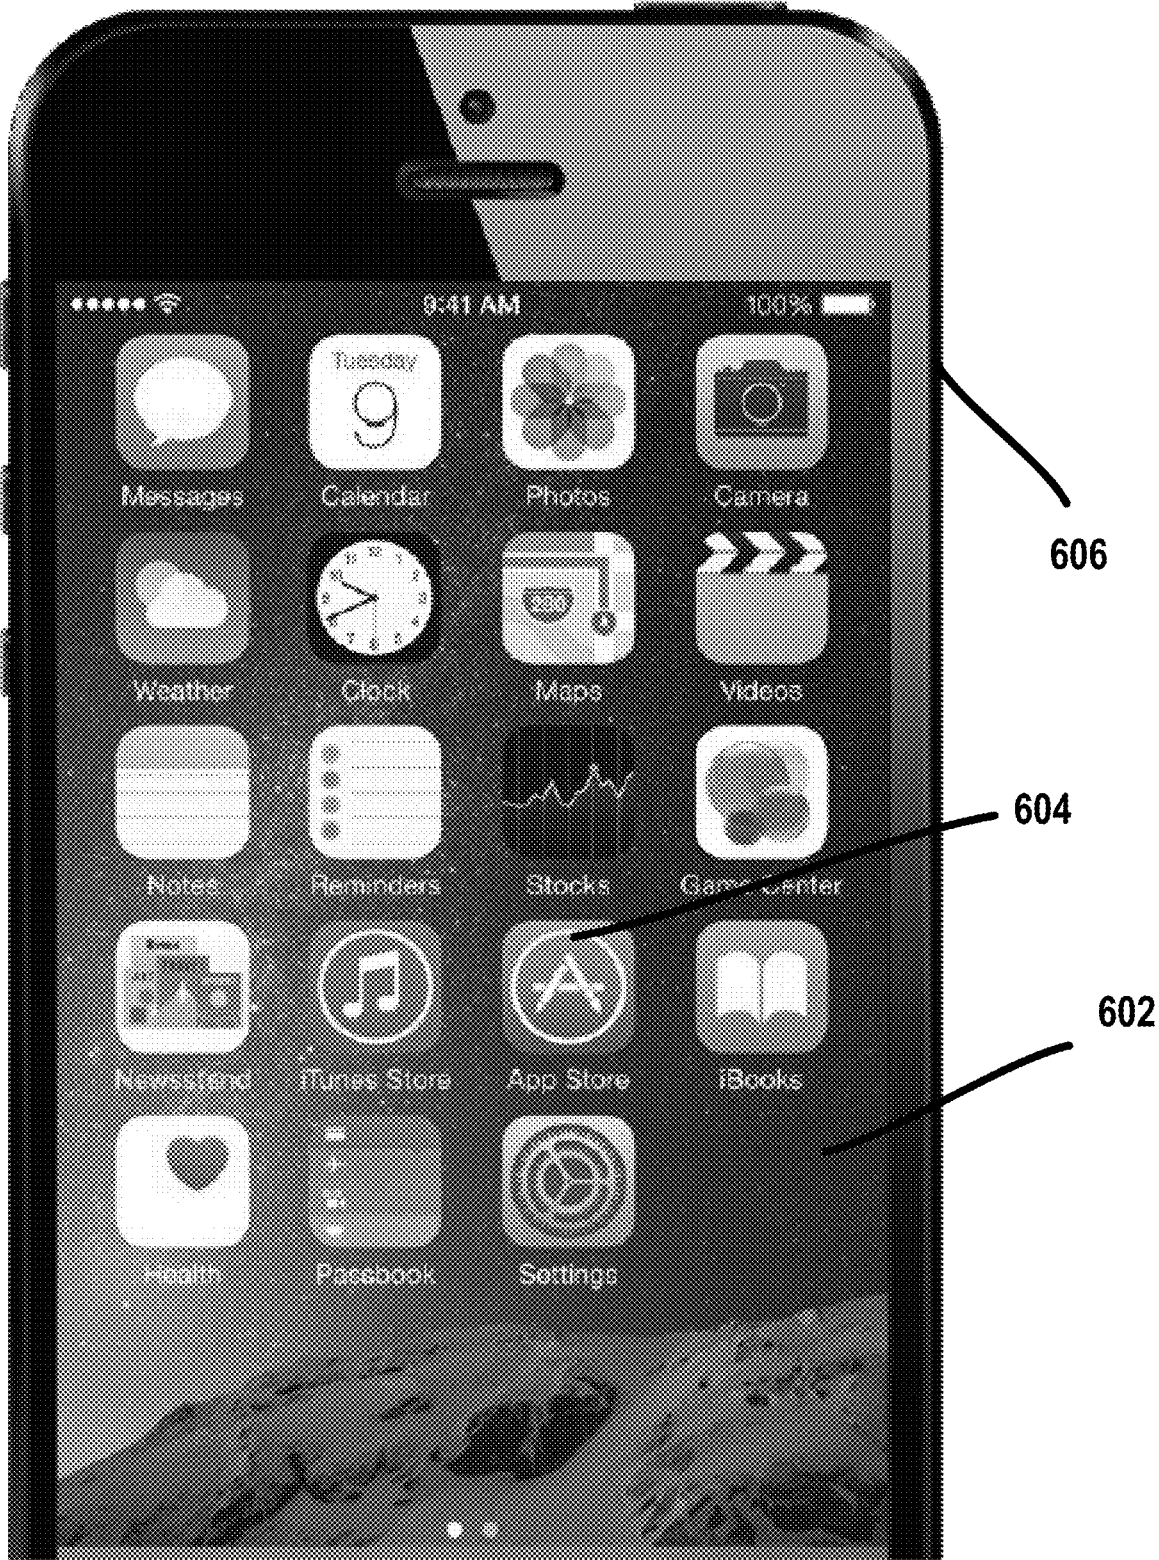 9:41 AM 100%
Tuesday
9
Messages Calendar Photos Camera
606
280
Weather Clock Maps Videos
604
Notes Reminders Stocks Game Center
602
Newsstand iTunes Store App Store iBooks
Health Passbook Settings